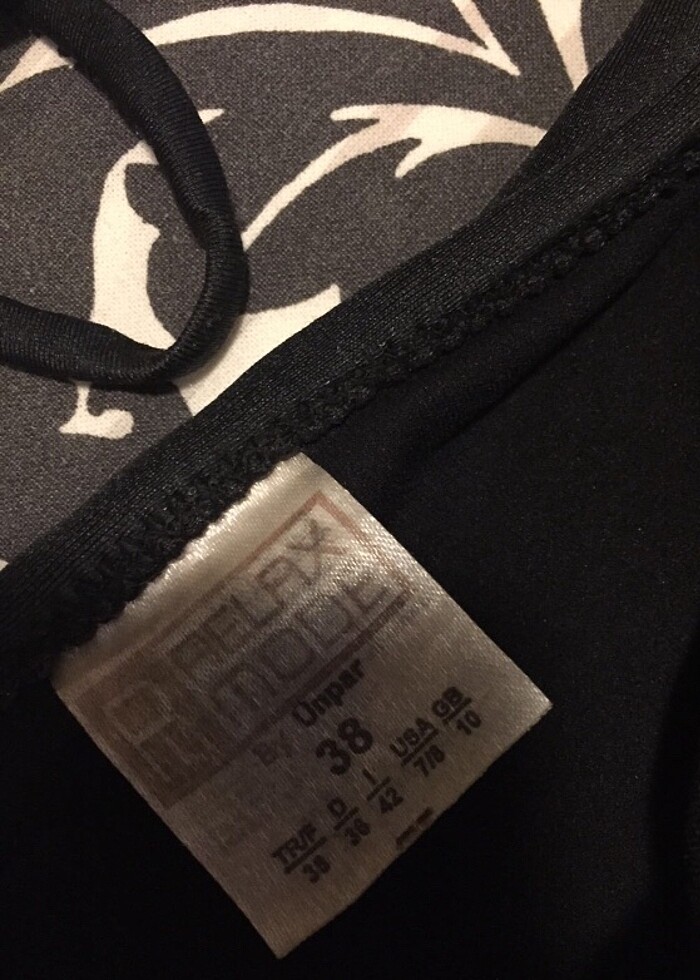 RELAX
MODE
By Unpar
38
TR/F D I USA GB
38 36 42 7/8 10